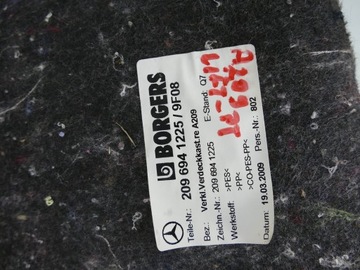 BORGERS
Teile-Nr.: 209 694 1225 / 9F08
Bez.: Verkl.Verdeckkast.re A209
Zeichn.-Nr.: 209 694 1225 E-Stand: Q7
Werkstoff: >PES<
>PP<
>CO-PES-PP<
Datum: 19.03.2009 Pers.-Nr.: 802
A209